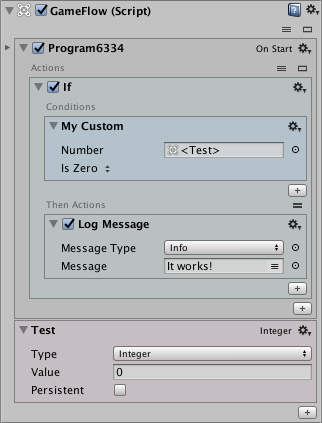 GameFlow (Script)
Program6334 On Start
Actions
If
Conditions
My Custom
Number <Test>
Is Zero
Then Actions
Log Message
Message Type Info
Message It works!
Test Integer
Type Integer
Value 0
Persistent